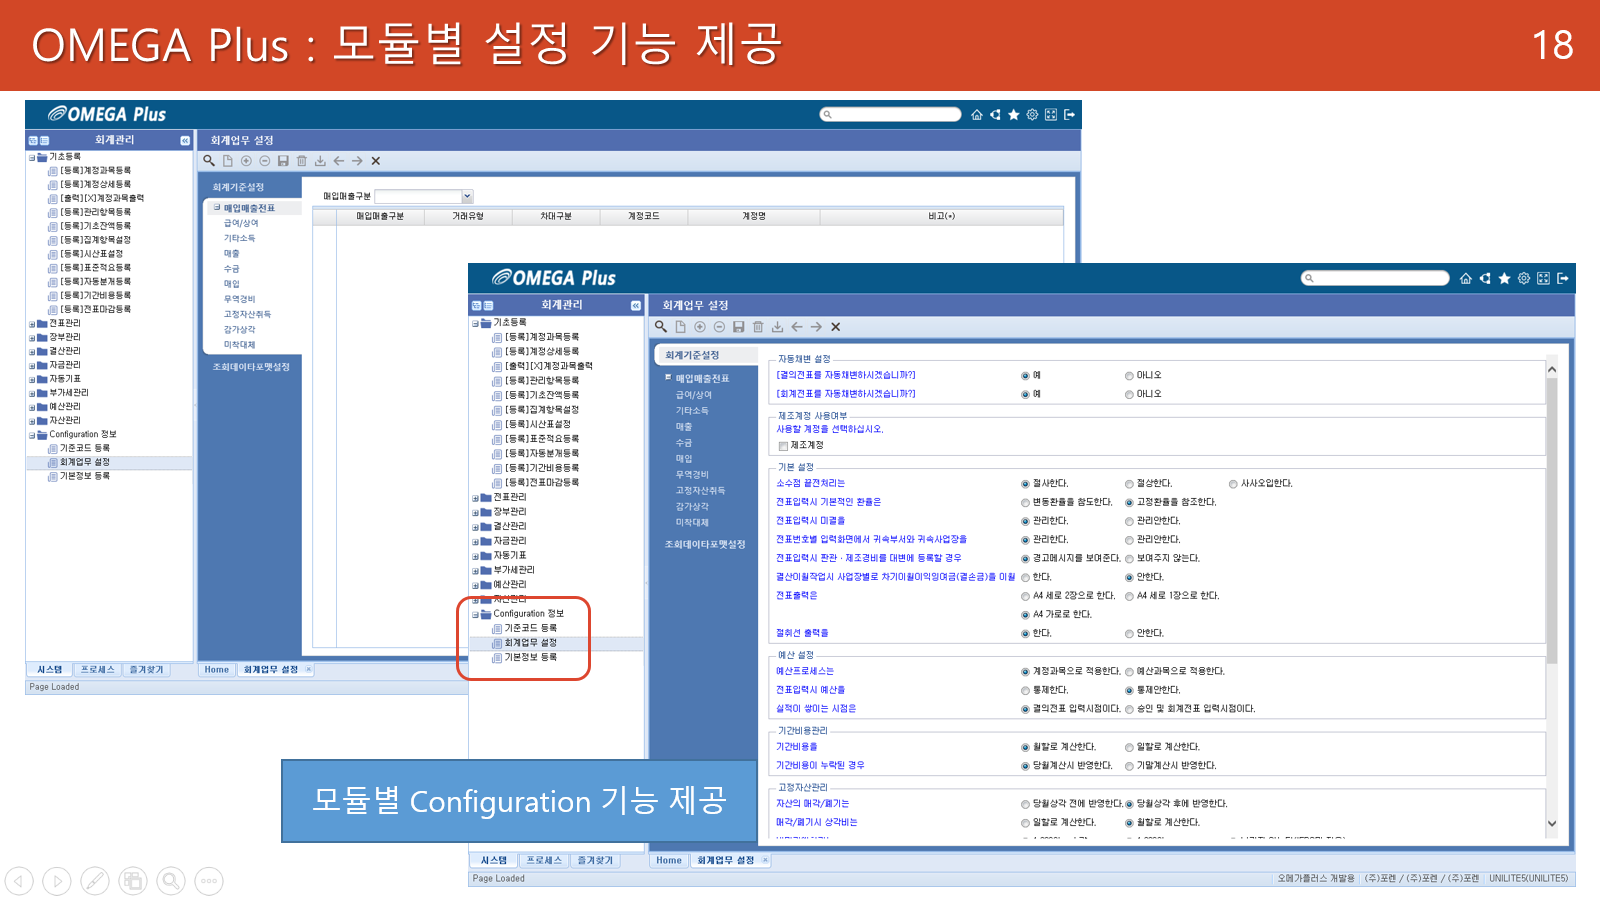 OMEGA Plus : 모듈별 설정 기능 제공
18
OMEGA Plus
회계관리
회계업무 설정
기초등록
[등록]계정과목등록
[등록]계정상세등록
[출력][X]계정과목출력
[등록]관리항목등록
[등록]기초잔액등록
[등록]집계항목설정
[등록]시산표설정
[등록]표준적요등록
[등록]자동분개등록
[등록]기간비용등록
[등록]전표마감등록
전표관리
장부관리
결산관리
자금관리
자동기표
부가세관리
예산관리
자산관리
Configuration 정보
기준코드 등록
회계업무 설정
기본정보 등록
회계기준설정
매입매출전표
급여/상여
기타소득
매출
수금
매입
무역경비
고정자산취득
감가상각
미착대체
조회데이타포맷설정
매입매출구분
매입매출구분 거래유형 차대구분 계정코드 계정명 비고(*)
시스템 프로세스 즐겨찾기
Home 회계업무 설정
Page Loaded
OMEGA Plus
회계관리
회계업무 설정
기초등록
[등록]계정과목등록
[등록]계정상세등록
[출력][X]계정과목출력
[등록]관리항목등록
[등록]기초잔액등록
[등록]집계항목설정
[등록]시산표설정
[등록]표준적요등록
[등록]자동분개등록
[등록]기간비용등록
[등록]전표마감등록
전표관리
장부관리
결산관리
자금관리
자동기표
부가세관리
예산관리
자산관리
Configuration 정보
기준코드 등록
회계업무 설정
기본정보 등록
회계기준설정
매입매출전표
급여/상여
기타소득
매출
수금
매입
무역경비
고정자산취득
감가상각
미착대체
조회데이타포맷설정
자동채번 설정
[결의전표를 자동채번하시겠습니까?] 예 아니오
[회계전표를 자동채번하시겠습니까?] 예 아니오
제조계정 사용여부
사용할 계정을 선택하십시오.
제조계정
기본 설정
소수점 끝전처리는 절사한다. 절상한다. 사사오입한다.
전표입력시 기본적인 환율은 변동환율을 참도한다. 고정환율을 참조한다.
전표입력시 미결을 관리한다. 관리안한다.
전표번호별 입력화면에서 귀속부서와 귀속사업장을 관리한다. 관리안한다.
전표입력시 판관 · 제조경비를 대변에 등록할 경우 경고메시지를 보여준다. 보여주지 않는다.
결산이월작업시 사업장별로 차기이월이익잉여금(결손금)을 이월 한다. 안한다.
전표출력은 A4 세로 2장으로 한다. A4 세로 1장으로 한다.
A4 가로로 한다.
절취선 출력을 한다. 안한다.
예산 설정
예산프로세스는 계정과목으로 적용한다. 예산과목으로 적용한다.
전표입력시 예산을 통제한다. 통제안한다.
실적이 쌓이는 시점은 결의전표 입력시점이다. 승인 및 회계전표 입력시점이다.
기간비용관리
기간비용을 월할로 계산한다. 일할로 계산한다.
기간비용이 누락된 경우 당월계산시 반영한다. 기말계산시 반영한다.
고정자산관리
자산의 매각/폐기는 당월상각 전에 반영한다. 당월상각 후에 반영한다.
매각/폐기시 상각비는 일할로 계산한다. 월할로 계산한다.
모듈별 Configuration 기능 제공
시스템 프로세스 즐겨찾기
Home 회계업무 설정
Page Loaded
오메가플러스 개발용 (주)포렌 / (주)포렌 / (주)포렌 UNILITE5(UNILITE5)